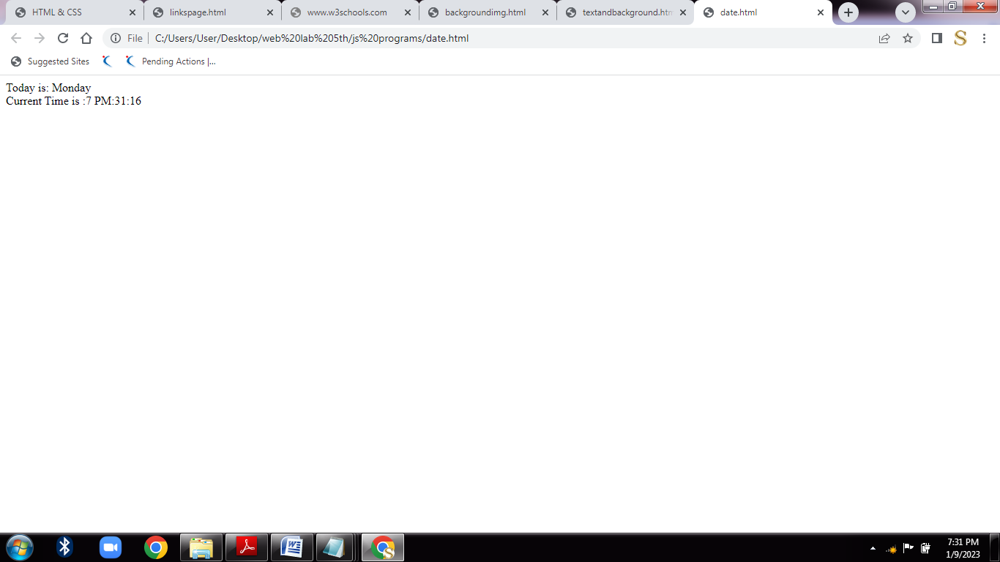 HTML & CSS
linkspage.html
www.w3schools.com
backgroundimg.html
textandbackground.htm
date.html
File
C:/Users/User/Desktop/web%20lab%205th/js%20programs/date.html
Suggested Sites
Pending Actions |...
Today is: Monday
Current Time is :7 PM:31:16
7:31 PM
1/9/2023